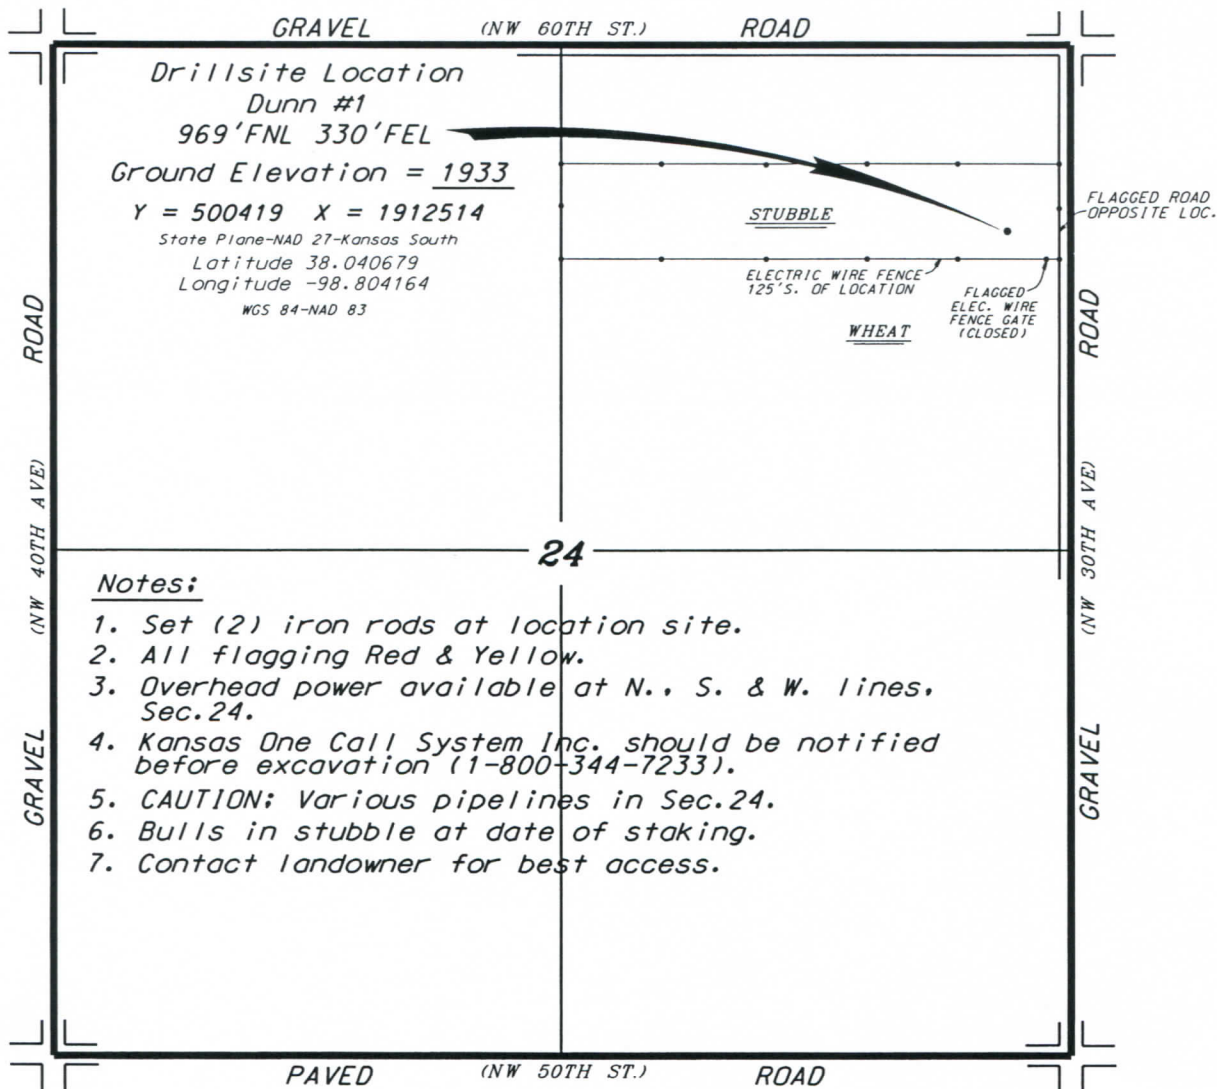 GRAVEL (NW 60TH ST.) ROAD
Drillsite Location
Dunn #1
969'FNL 330'FEL
Ground Elevation = 1933
Y = 500419 X = 1912514
State Plane-NAD 27-Kansas South
Latitude 38.040679
Longitude -98.804164
WGS 84-NAD 83
STUBBLE
FLAGGED ROAD
OPPOSITE LOC.
ELECTRIC WIRE FENCE
125'S. OF LOCATION
FLAGGED
ELEC. WIRE
FENCE GATE
(CLOSED)
WHEAT
ROAD
(NW 40TH AVE)
GRAVEL
ROAD
(NW 30TH AVE)
GRAVEL
24
Notes:
1. Set (2) iron rods at location site.
2. All flagging Red & Yellow.
3. Overhead power available at N., S. & W. lines,
Sec.24.
4. Kansas One Call System Inc. should be notified
before excavation (1-800-344-7233).
5. CAUTION: Various pipelines in Sec.24.
6. Bulls in stubble at date of staking.
7. Contact landowner for best access.
PAVED (NW 50TH ST.) ROAD